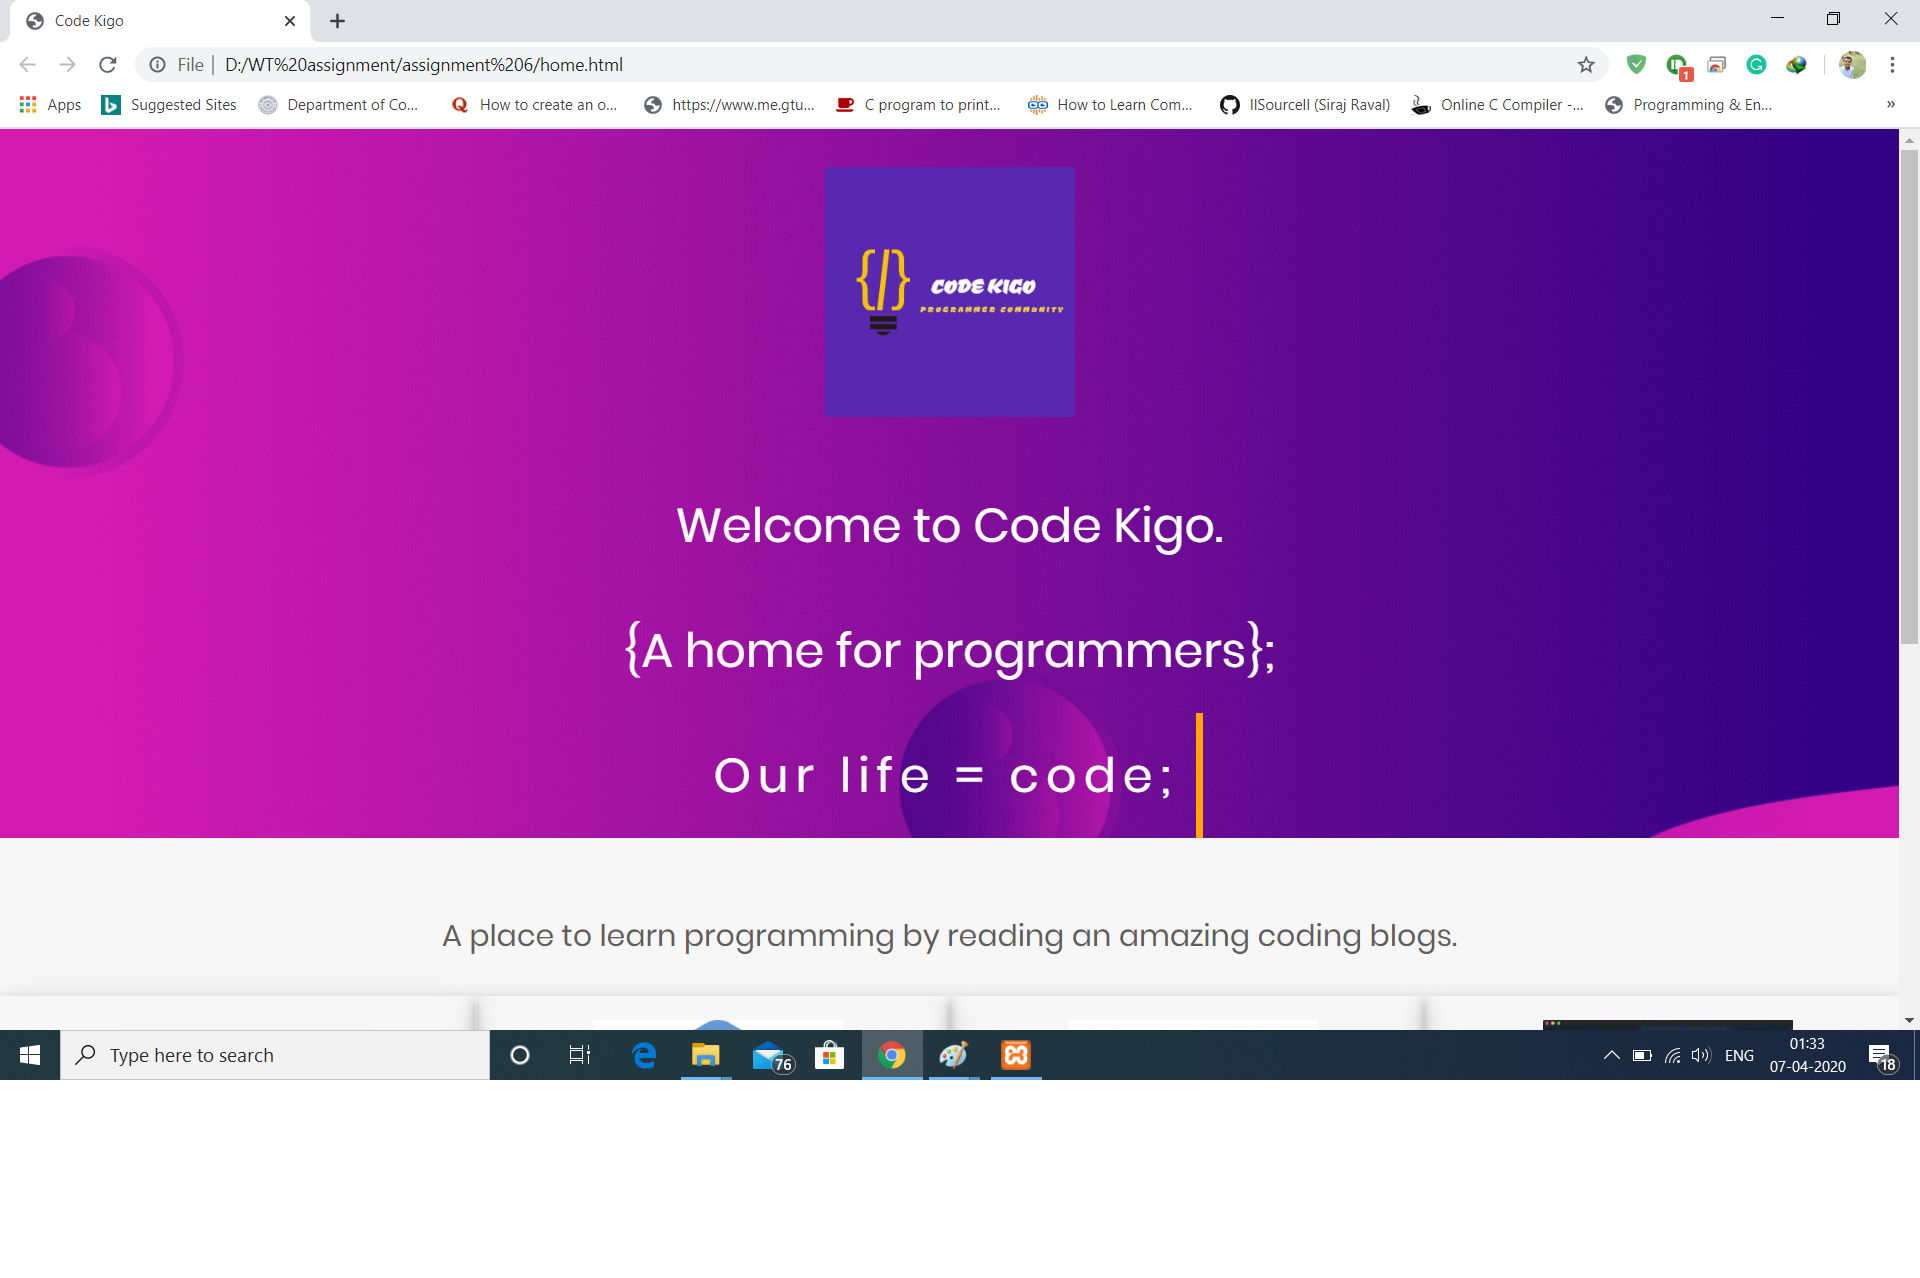 Code Kigo
File
D:/WT%20assignment/assignment%206/home.html
1
Apps
Suggested Sites
Department of Co...
How to create an o...
https://www.me.gtu...
C program to print...
How to Learn Com...
llSourcell (Siraj Raval)
Online C Compiler -...
Programming & En...
»
{/}
CODE KIGO
PROGRAMMER COMMUNITY
Welcome to Code Kigo.
{A home for programmers};
Our life = code;
A place to learn programming by reading an amazing coding blogs.
Type here to search
76
ENG
01:33
07-04-2020
18